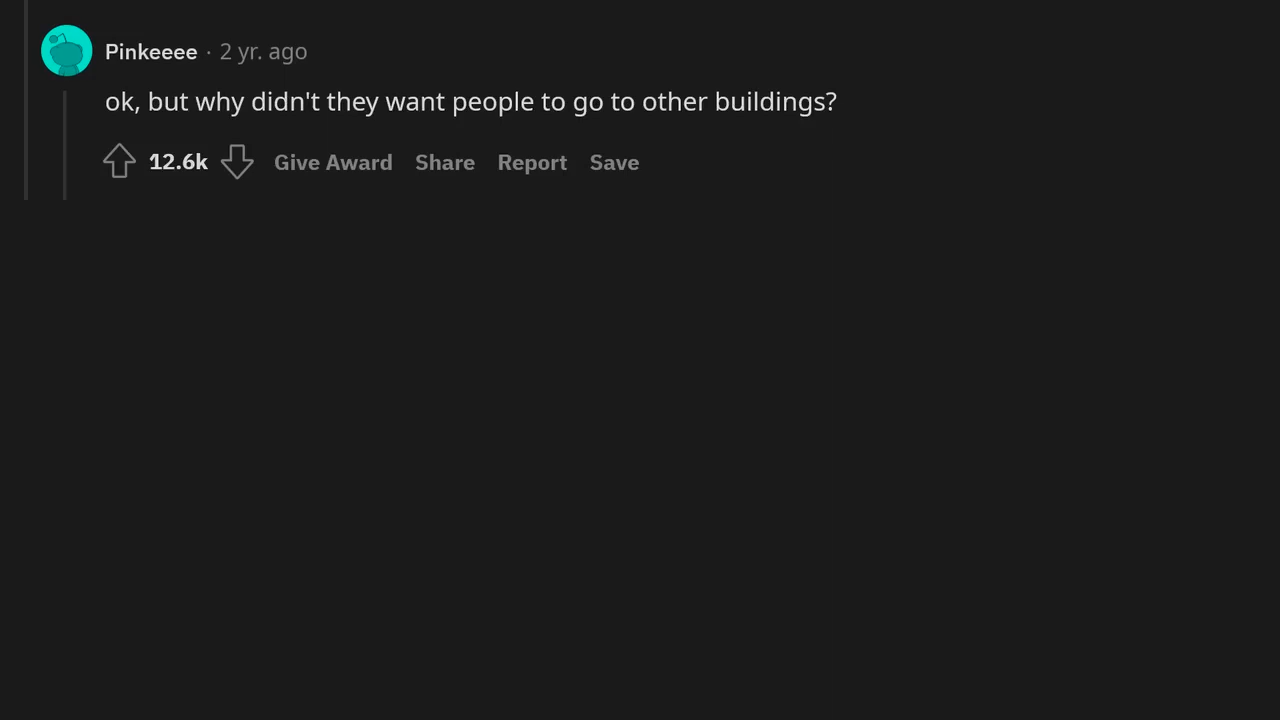 Pinkeeee · 2 yr. ago
ok, but why didn't they want people to go to other buildings?
12.6k Give Award Share Report Save